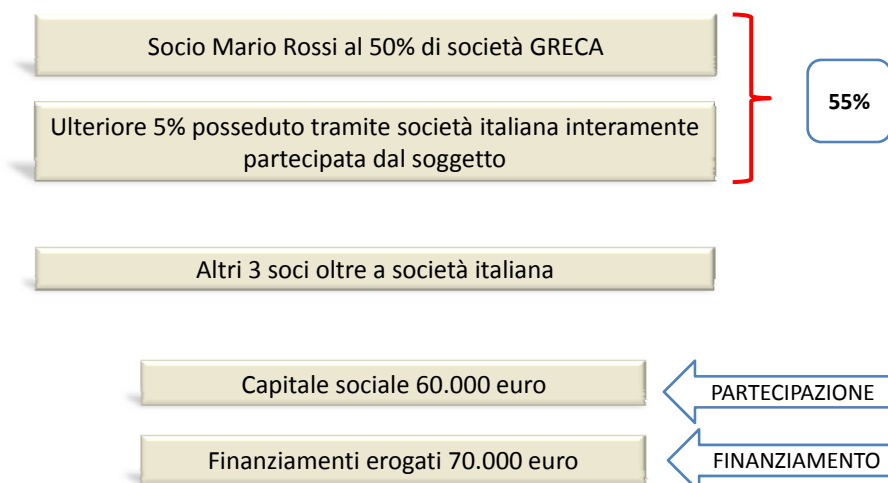 Socio Mario Rossi al 50% di società GRECA
55%
Ulteriore 5% posseduto tramite società italiana interamente
partecipata dal soggetto
Altri 3 soci oltre a società italiana
Capitale sociale 60.000 euro
PARTECIPAZIONE
Finanziamenti erogati 70.000 euro
FINANZIAMENTO